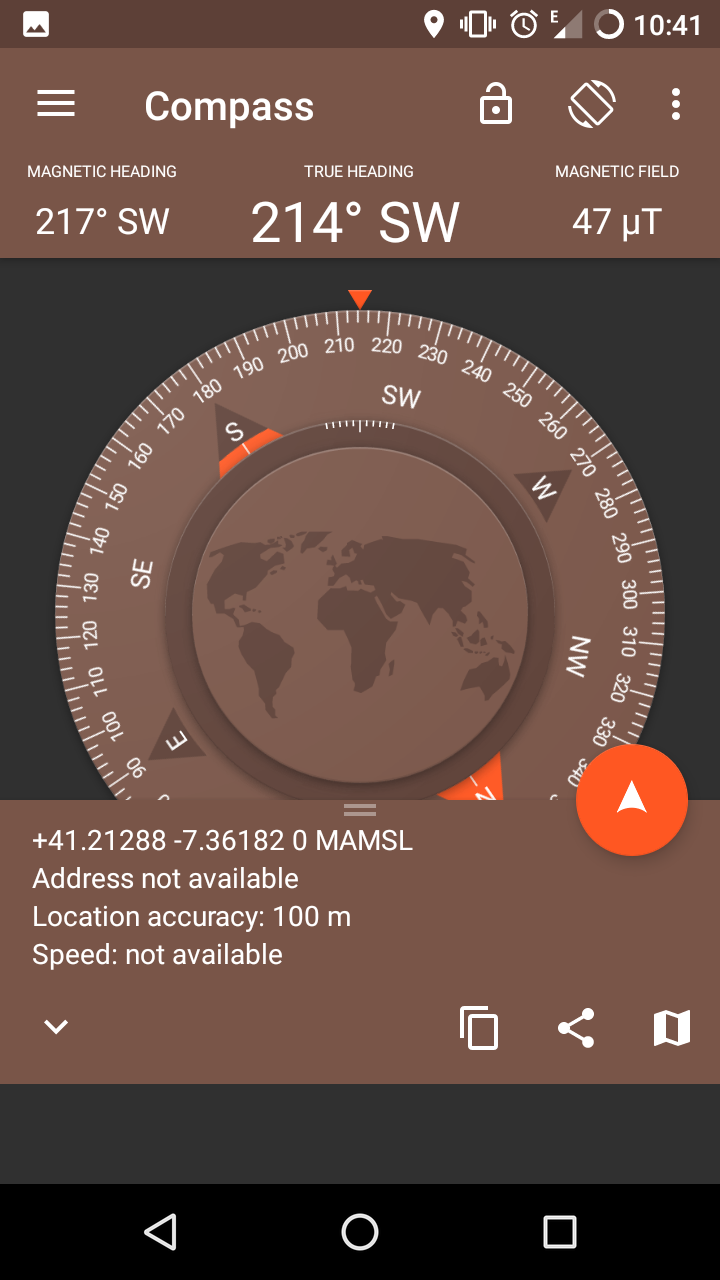 E 10:41
Compass
MAGNETIC HEADING TRUE HEADING MAGNETIC FIELD
217° SW 214° SW 47 µT
90 100 110 120 130 140 150 160 170 180 190 200 210 220 230 240 250 260 270 280 290 300 310 320 330 340
S SW W
SE NW
E N
+41.21288 -7.36182 0 MAMSL
Address not available
Location accuracy: 100 m
Speed: not available